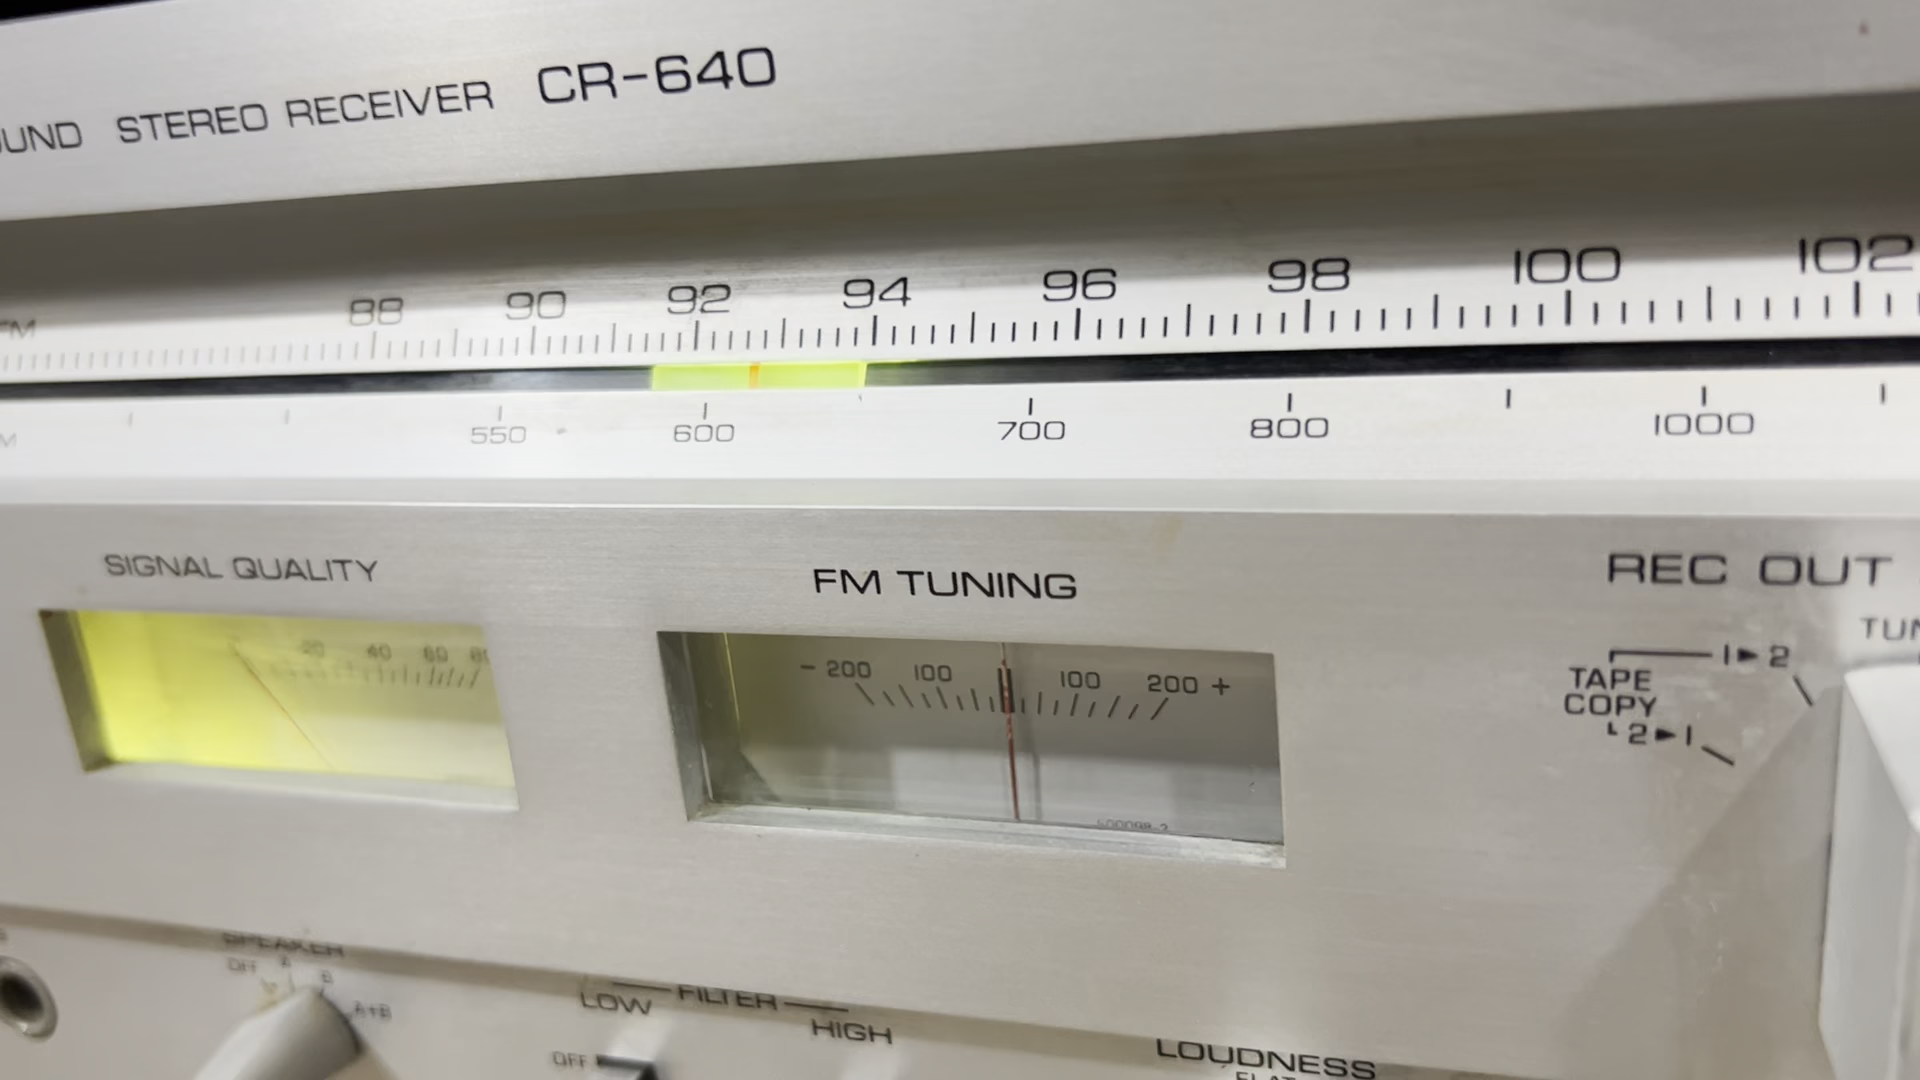 UND STEREO RECEIVER CR-640
FM 88 90 92 94 96 98 100 102
550 600 700 800 1000
SIGNAL QUALITY
20 40 60 80
FM TUNING
- 200 100 100 200 +
REC OUT
1▸2
TAPE
COPY
2▸1
SPEAKER
OFF A B A+B
FILTER
LOW
HIGH
OFF
LOUDNESS